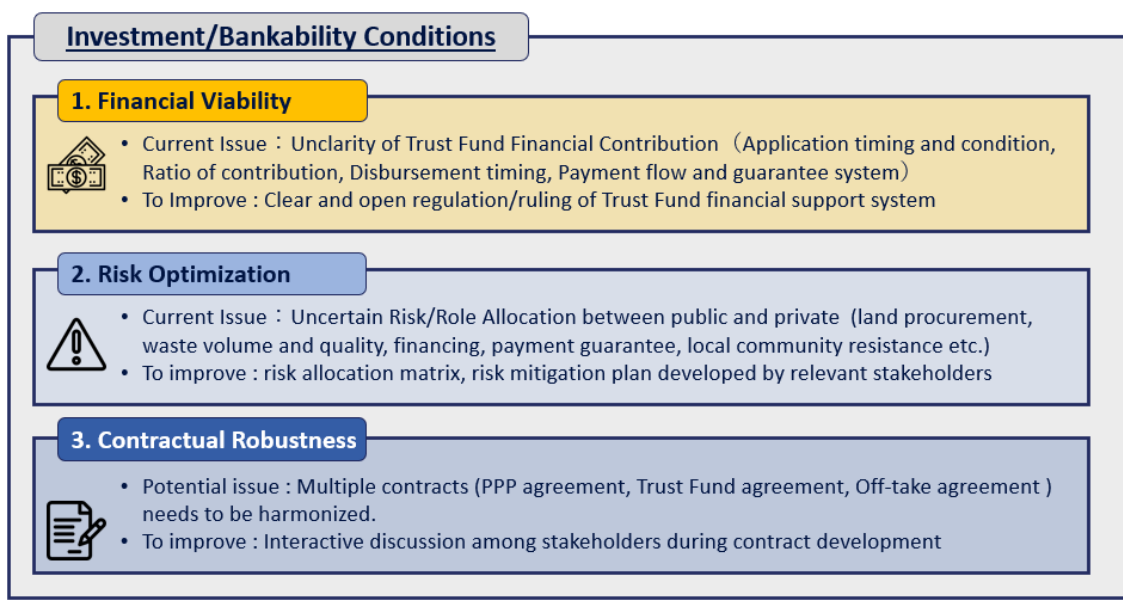 Investment/Bankability Conditions
1. Financial Viability
• Current Issue：Unclarity of Trust Fund Financial Contribution（Application timing and condition,
Ratio of contribution, Disbursement timing, Payment flow and guarantee system）
• To Improve : Clear and open regulation/ruling of Trust Fund financial support system
2. Risk Optimization
• Current Issue：Uncertain Risk/Role Allocation between public and private (land procurement,
waste volume and quality, financing, payment guarantee, local community resistance etc.)
• To improve : risk allocation matrix, risk mitigation plan developed by relevant stakeholders
3. Contractual Robustness
• Potential issue : Multiple contracts (PPP agreement, Trust Fund agreement, Off-take agreement )
needs to be harmonized.
• To improve : Interactive discussion among stakeholders during contract development